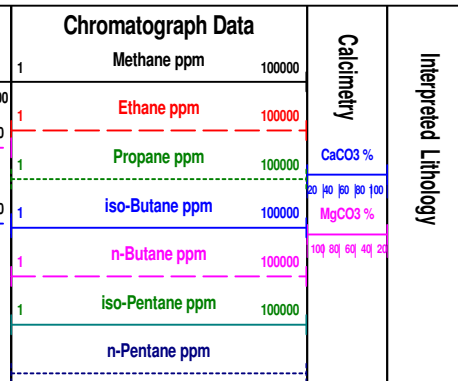 Chromatograph Data
1 Methane ppm 100000
1 Ethane ppm 100000
1 Propane ppm 100000
1 iso-Butane ppm 100000
1 n-Butane ppm 100000
1 iso-Pentane ppm 100000
n-Pentane ppm
Calcimetry
CaCO3 %
20 |40 |60 | 80 | 100
MgCO3 %
100| 80| 60| 40| 20
Interpreted Lithology